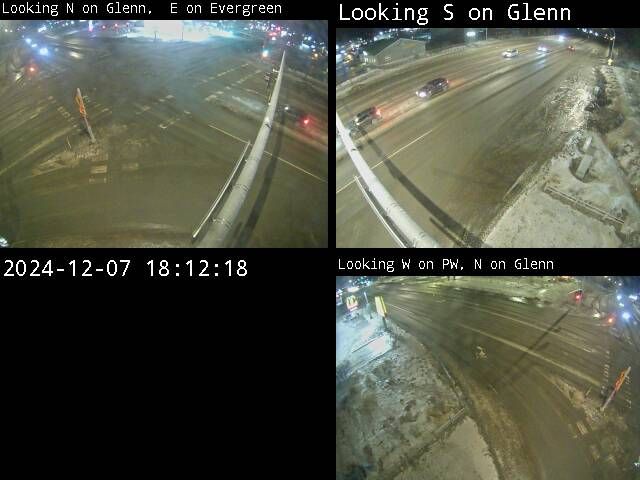 Looking N on Glenn,  E on Evergreen
Looking S on Glenn
2024-12-07 18:12:18
Looking W on PW, N on Glenn